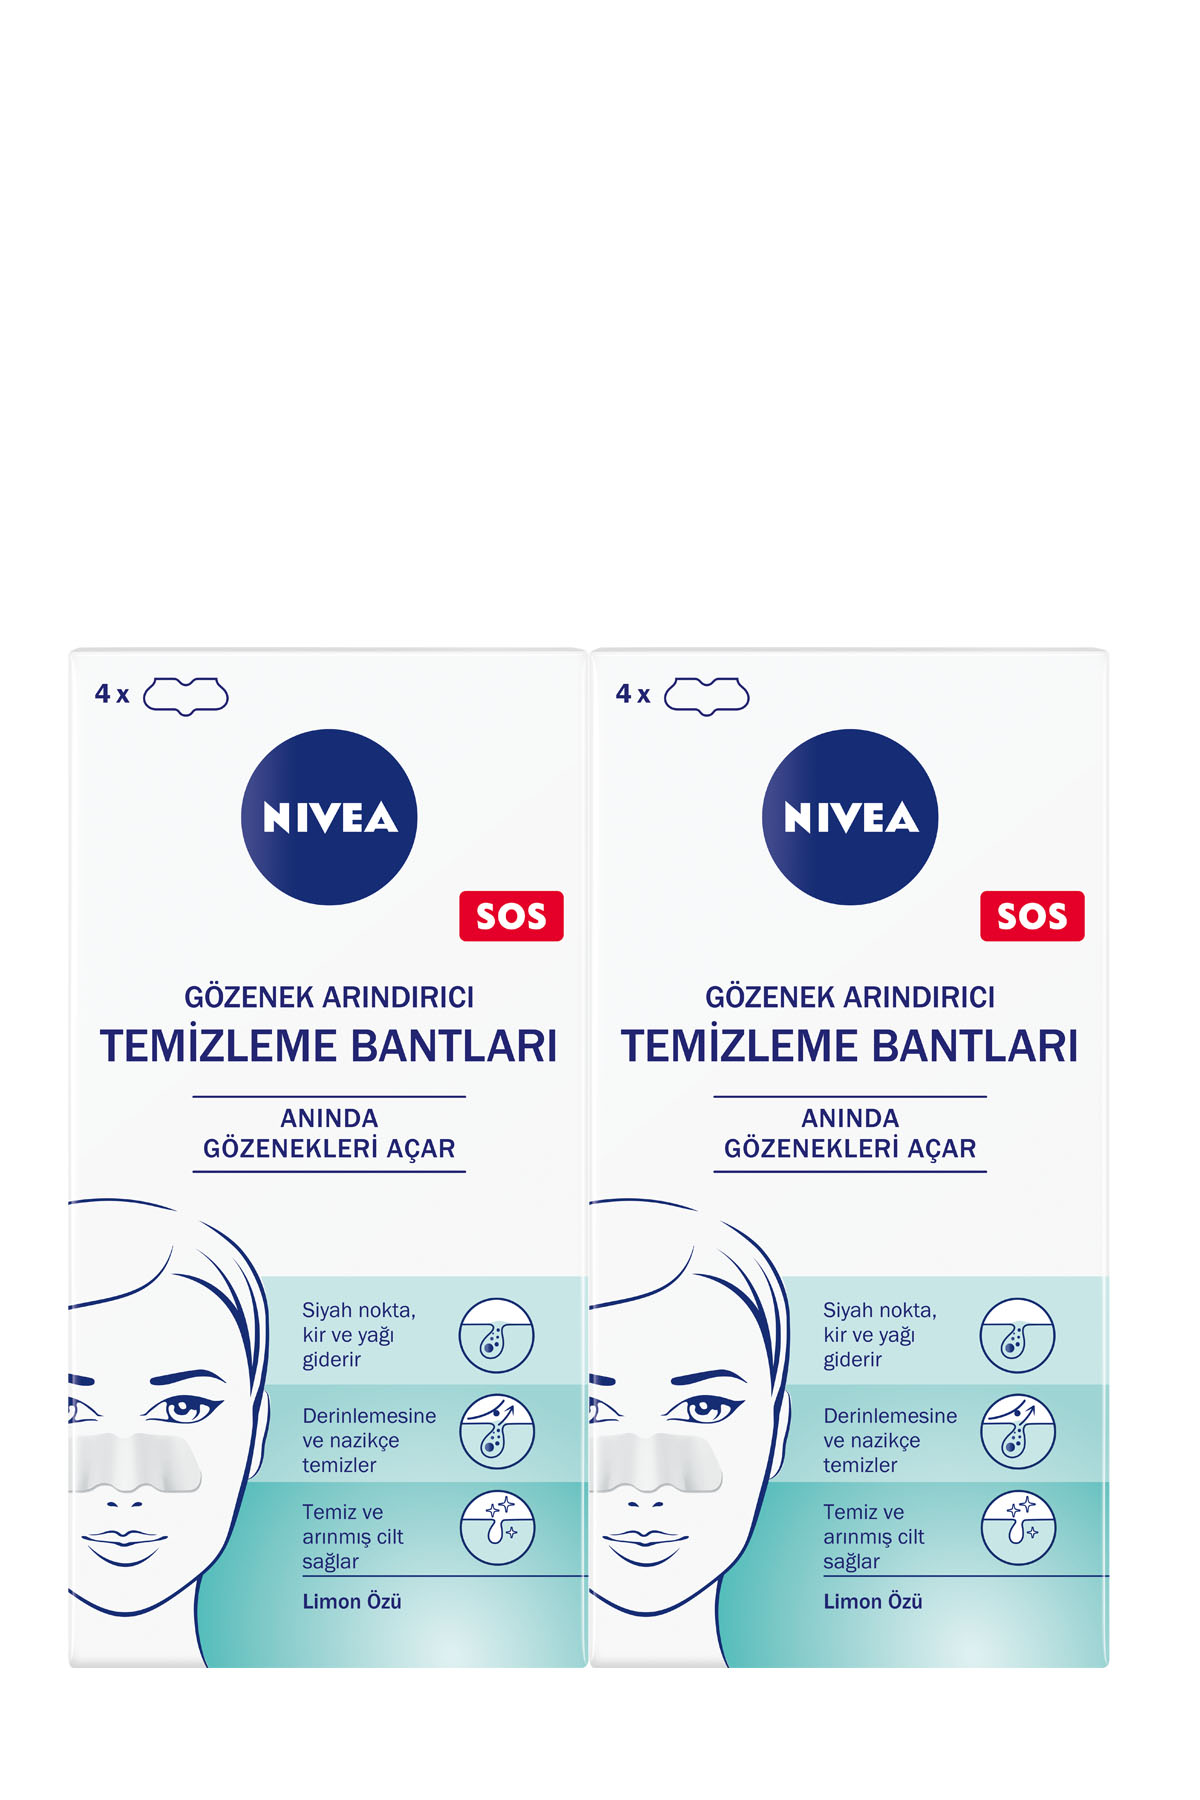 4 x
NIVEA
SOS
GÖZENEK ARINDIRICI
TEMİZLEME BANTLARI
ANINDA
GÖZENEKLERİ AÇAR
Siyah nokta,
kir ve yağı
giderir
Derinlemesine
ve nazikçe
temizler
Temiz ve
arınmış cilt
sağlar
Limon Özü
4 x
NIVEA
SOS
GÖZENEK ARINDIRICI
TEMİZLEME BANTLARI
ANINDA
GÖZENEKLERİ AÇAR
Siyah nokta,
kir ve yağı
giderir
Derinlemesine
ve nazikçe
temizler
Temiz ve
arınmış cilt
sağlar
Limon Özü